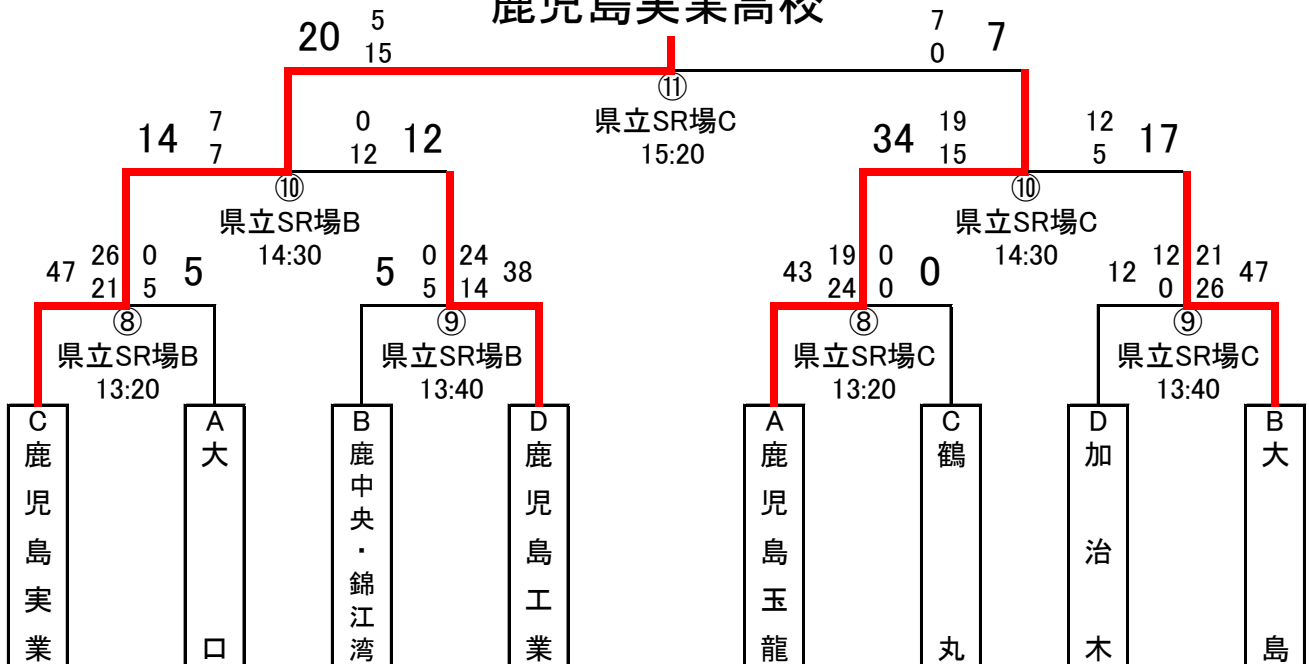 鹿児島実業高校
20 5 7 7
15 0
⑪
県立SR場C
15:20
14 7 0 12 34 19 12 17
7 12 15 5
⑩ ⑩
県立SR場B 県立SR場C
14:30 14:30
47 26 0 5 5 0 24 38 43 19 0 0 12 12 21 47
21 5 5 14 24 0 0 26
⑧ ⑨ ⑧ ⑨
県立SR場B 県立SR場B 県立SR場C 県立SR場C
13:20 13:40 13:20 13:40
C A B D A C D B
鹿児島実業
大口
鹿中央・錦江湾
鹿児島工業
鹿児島玉龍
鶴丸
加治木
大島